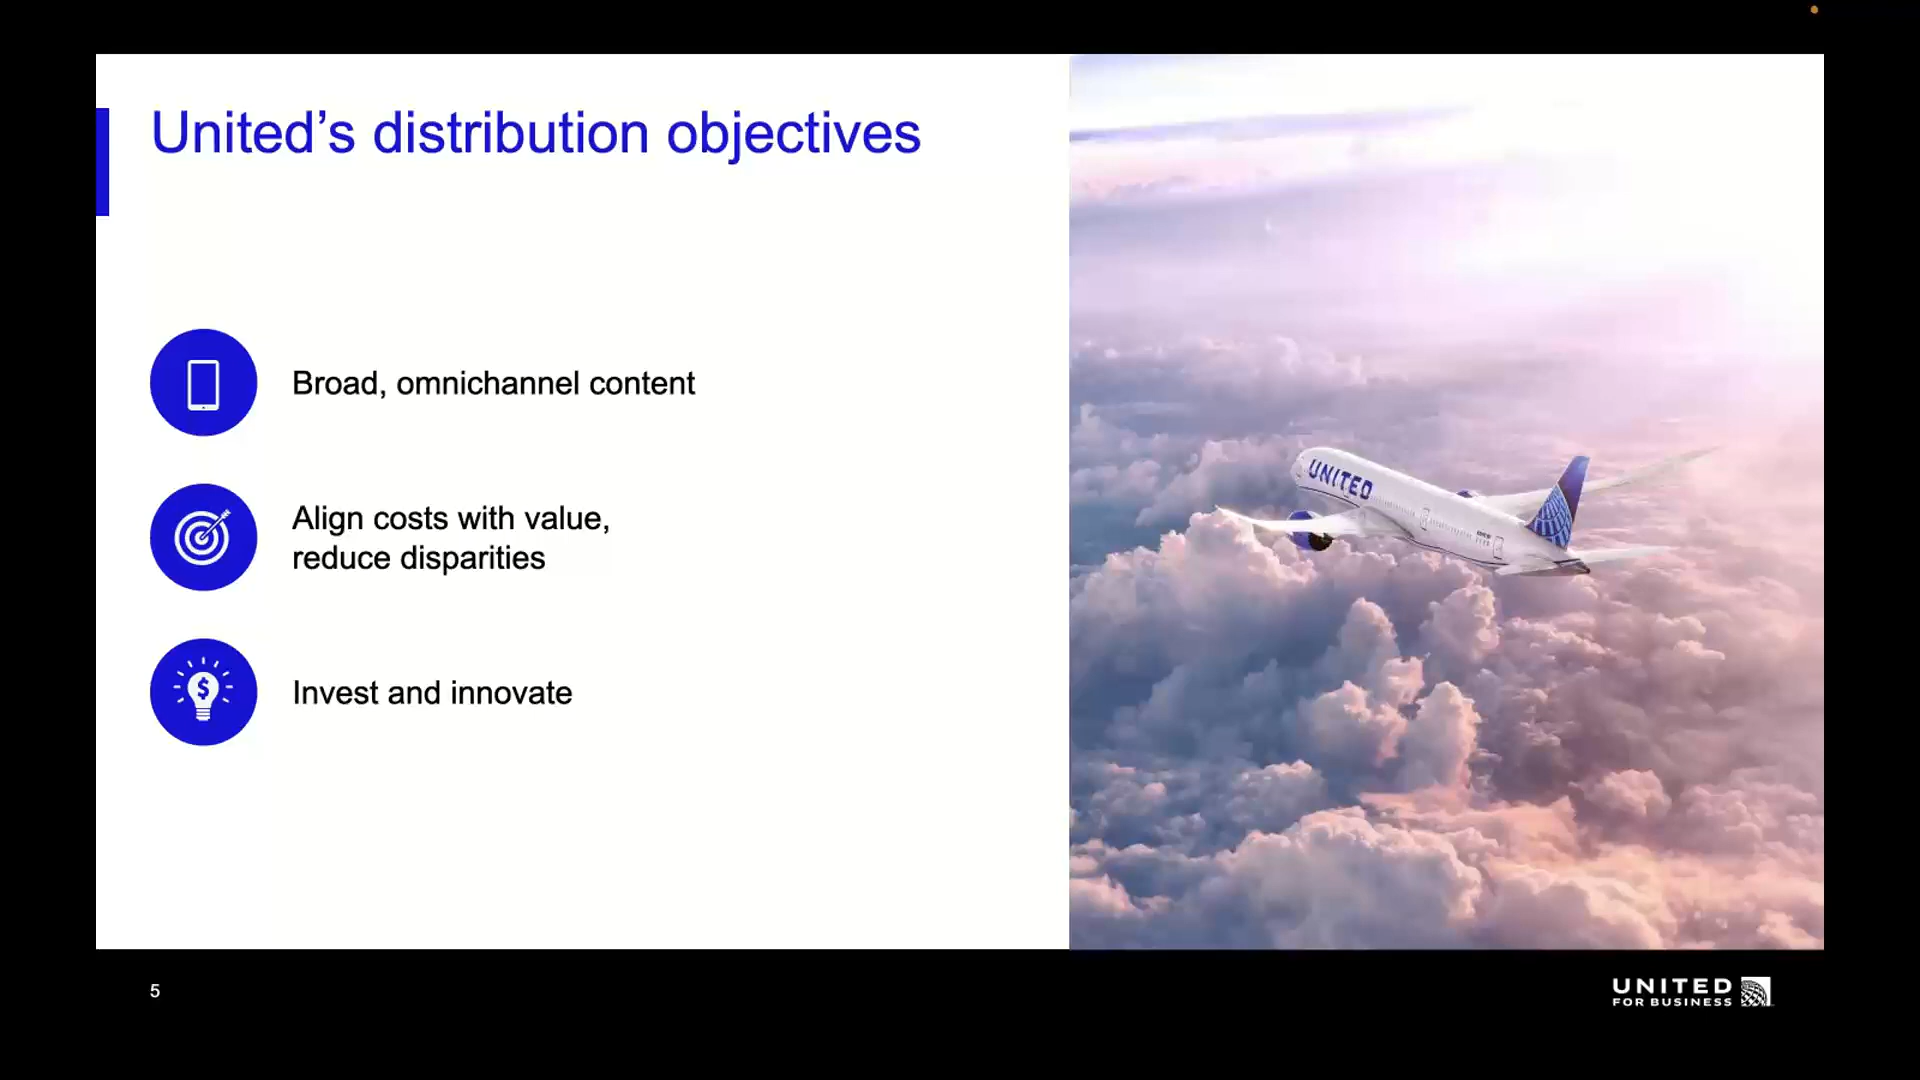 United’s distribution objectives
Broad, omnichannel content
Align costs with value,
reduce disparities
Invest and innovate
UNITED
5
UNITED
FOR BUSINESS